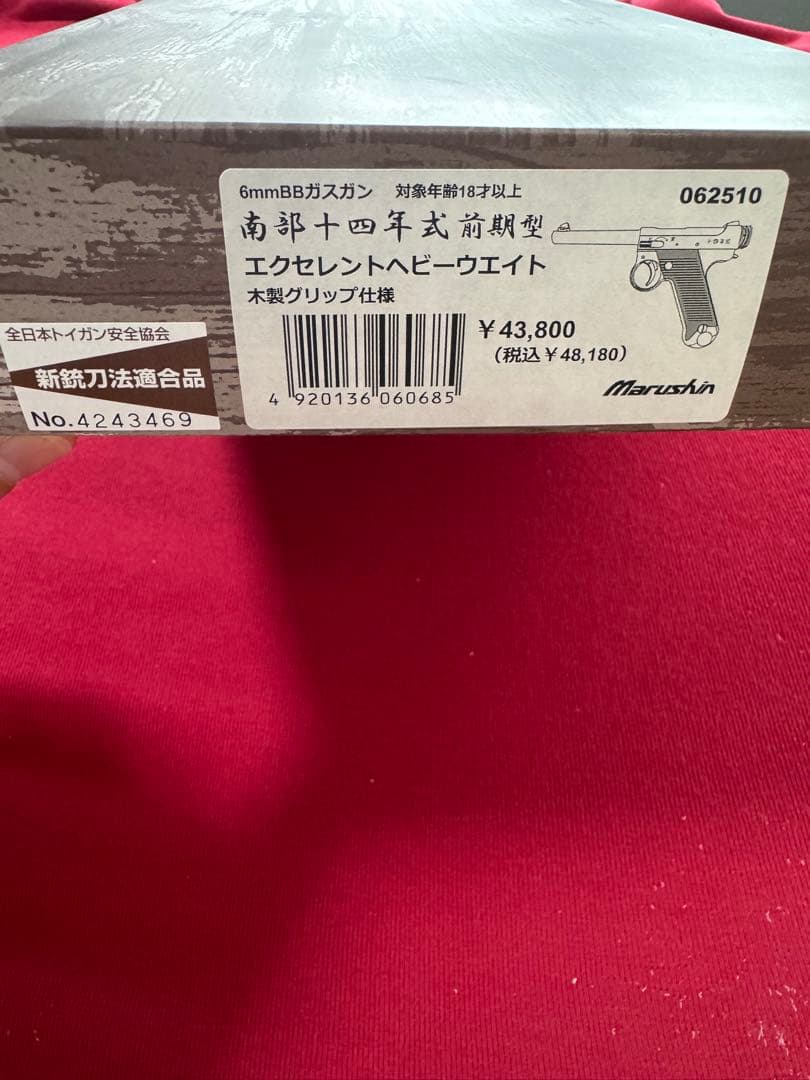 6mmBBガスガン 対象年齢18才以上 062510
南部十四年式前期型
エクセレントヘビーウエイト
木製グリップ仕様
¥43,800
(税込¥48,180)
4 920136 060685
Marushin
全日本トイガン安全協会
新銃刀法適合品
No.4243469